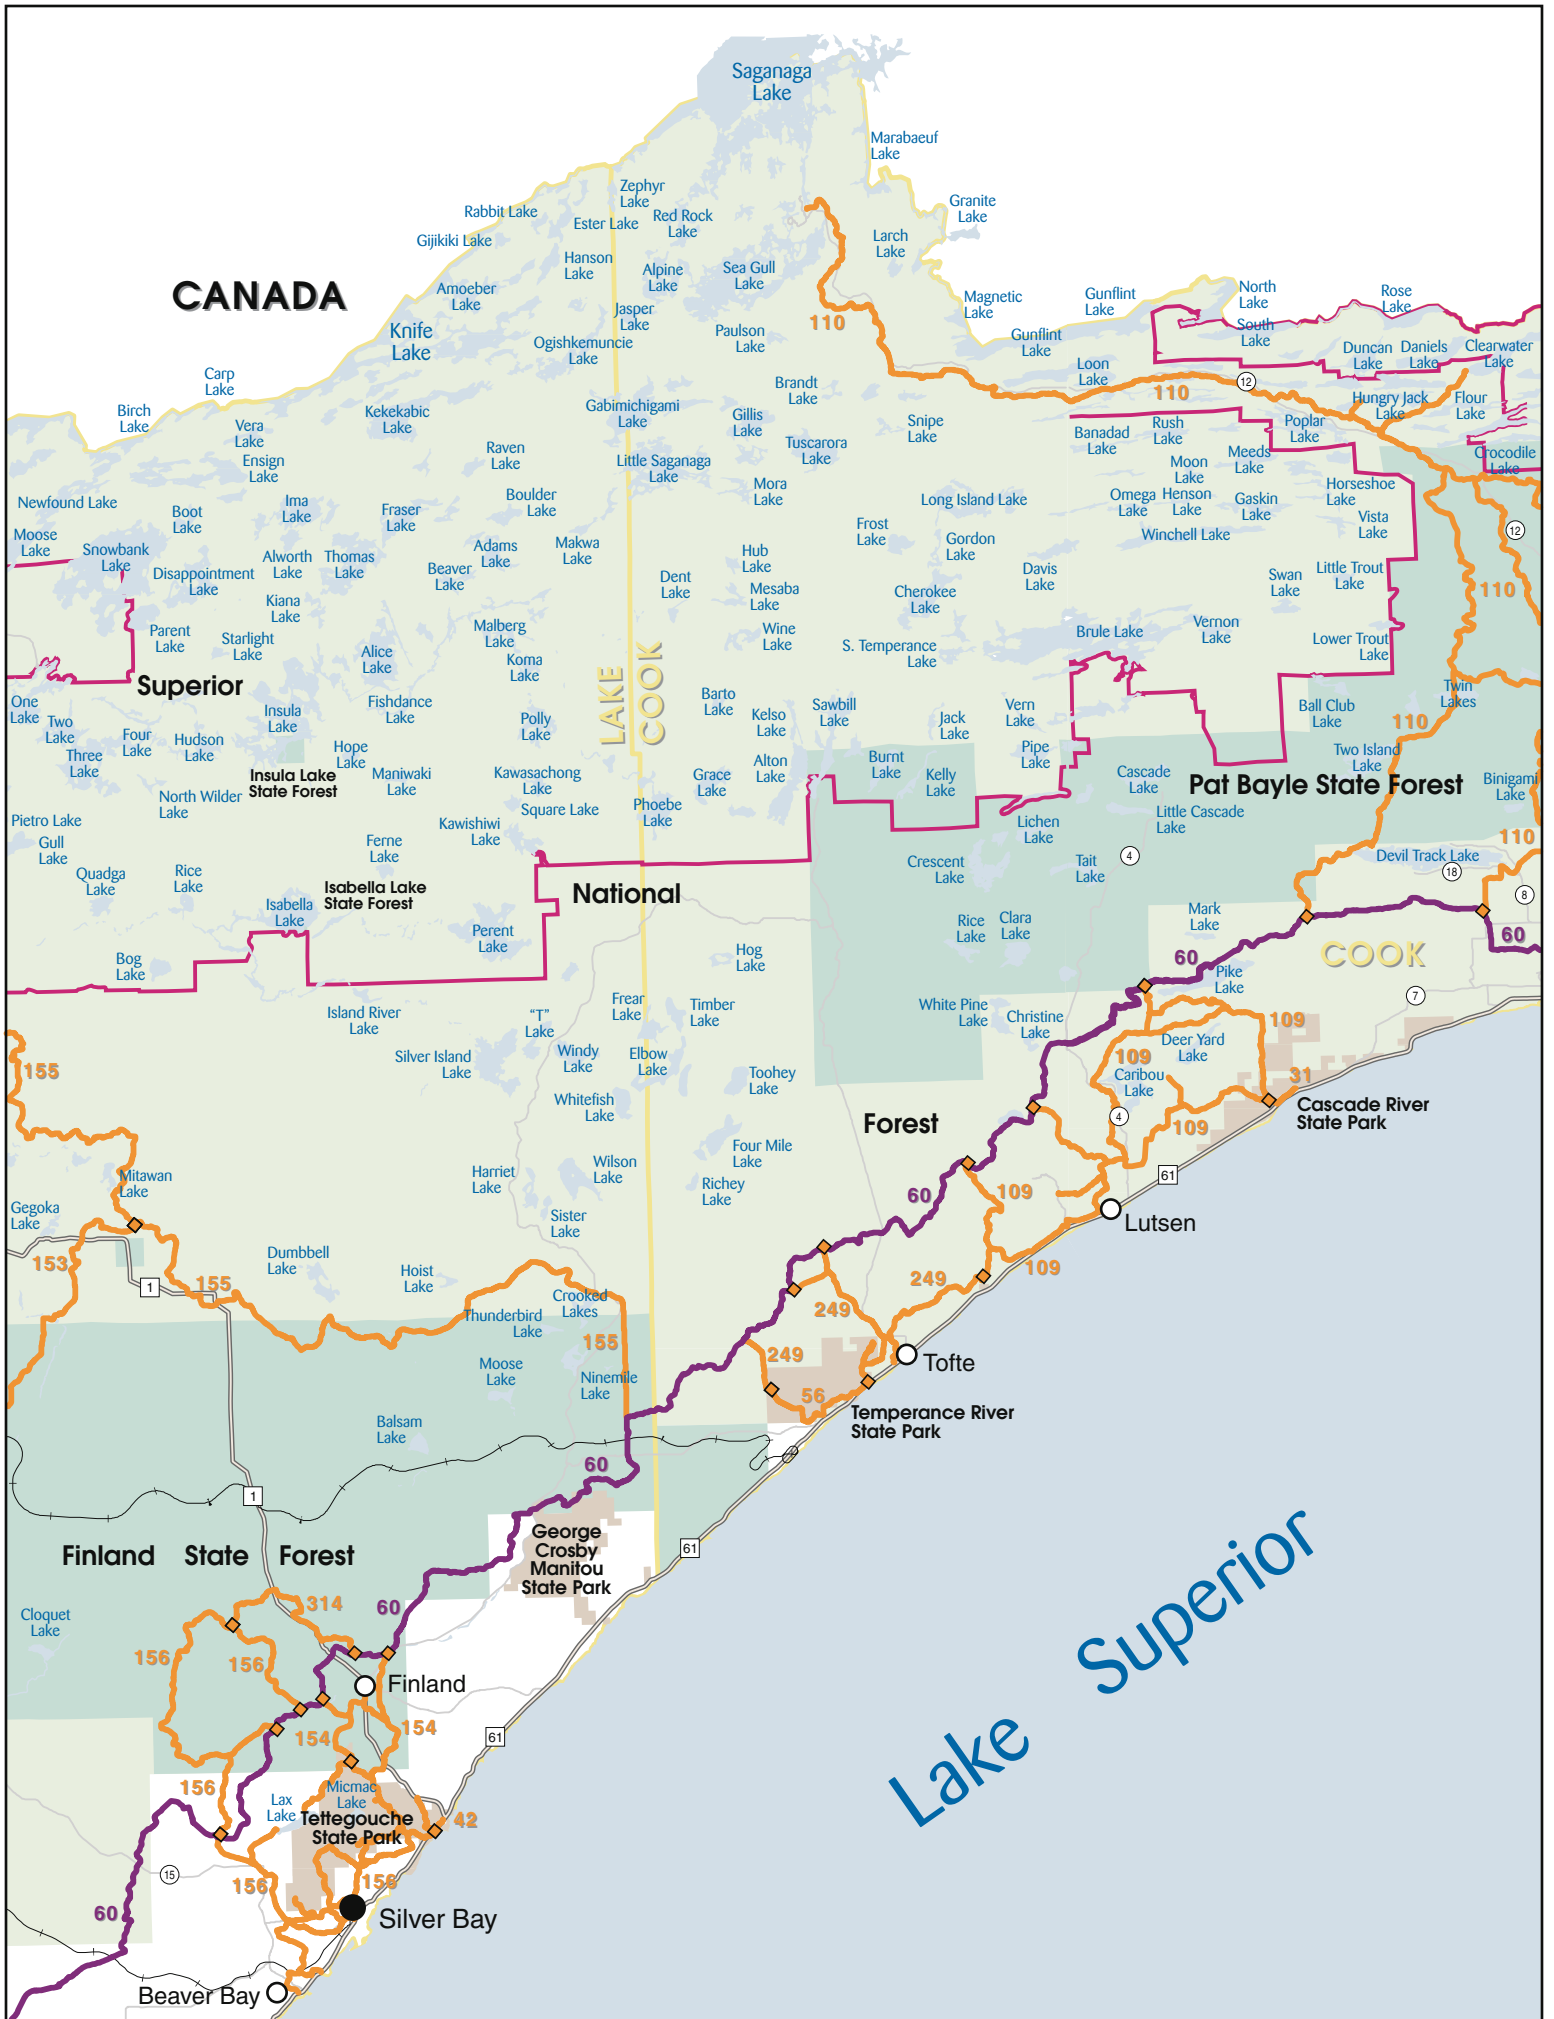 Saganaga
Lake
Marabaeuf
Lake
Zephyr
Lake
Granite
Lake
Rabbit Lake
Ester Lake
Red Rock
Lake
Gijikiki Lake
Larch
Lake
Hanson
Lake
Alpine
Lake
Sea Gull
Lake
CANADA
Amoeber
Lake
Magnetic
Lake
Gunflint
Lake
North
Lake
Rose
Lake
Jasper
Lake
110
Knife
Lake
Ogishkemuncie
Lake
Paulson
Lake
Gunflint
Lake
South
Lake
Duncan
Lake
Daniels
Lake
Clearwater
Lake
Loon
Lake
Carp
Lake
Brandt
Lake
110
12
Birch
Lake
Kekekabic
Lake
Gabimichigami
Lake
Gillis
Lake
Snipe
Lake
Hungry Jack
Lake
Flour
Lake
Vera
Lake
Banadad
Lake
Rush
Lake
Poplar
Lake
Raven
Lake
Tuscarora
Lake
Ensign
Lake
Little Saganaga
Lake
Moon
Lake
Meeds
Lake
Crocodile
Lake
Newfound Lake
Boot
Lake
Ima
Lake
Fraser
Lake
Boulder
Lake
Mora
Lake
Long Island Lake
Omega
Lake
Henson
Lake
Gaskin
Lake
Horseshoe
Lake
Moose
Lake
Frost
Lake
Gordon
Lake
Winchell Lake
Vista
Lake
12
Snowbank
Lake
Disappointment
Lake
Alworth
Lake
Thomas
Lake
Beaver
Lake
Adams
Lake
Makwa
Lake
Hub
Lake
Dent
Lake
Mesaba
Lake
Cherokee
Lake
Davis
Lake
Swan
Lake
Little Trout
Lake
110
Kiana
Lake
Parent
Lake
Starlight
Lake
Malberg
Lake
Wine
Lake
S. Temperance
Lake
Brule Lake
Vernon
Lake
Lower Trout
Lake
Alice
Lake
Koma
Lake
LAKE
COOK
Superior
One
Lake
Two
Lake
Three
Lake
Four
Lake
Hudson
Lake
Insula
Lake
Fishdance
Lake
Polly
Lake
Barto
Lake
Kelso
Lake
Sawbill
Lake
Jack
Lake
Vern
Lake
Ball Club
Lake
Twin
Lakes
110
Hope
Lake
Insula Lake
State Forest
Maniwaki
Lake
Kawasachong
Lake
Grace
Lake
Alton
Lake
Burnt
Lake
Kelly
Lake
Pipe
Lake
Cascade
Lake
Two Island
Lake
Pat Bayle State Forest
Binigami
Lake
North Wilder
Lake
Square Lake
Phoebe
Lake
Little Cascade
Lake
Pietro Lake
Gull
Lake
Kawishiwi
Lake
Lichen
Lake
110
Ferne
Lake
Crescent
Lake
Tait
Lake
4
Devil Track Lake
18
Quadga
Lake
Rice
Lake
Isabella Lake
State Forest
National
8
Isabella
Lake
Perent
Lake
Rice
Lake
Clara
Lake
Mark
Lake
60
Bog
Lake
Hog
Lake
60
COOK
Pike
Lake
7
Island River
Lake
"T"
Lake
Frear
Lake
Timber
Lake
White Pine
Lake
Christine
Lake
109
155
Silver Island
Lake
Windy
Lake
Elbow
Lake
Toohey
Lake
109
Deer Yard
Lake
Caribou
Lake
31
Whitefish
Lake
Forest
4
109
Cascade River
State Park
Four Mile
Lake
Mitawan
Lake
Harriet
Lake
Wilson
Lake
Richey
Lake
60
109
61
Gegoka
Lake
Sister
Lake
Lutsen
153
Dumbbell
Lake
1
155
Hoist
Lake
249
109
Crooked
Lakes
249
Thunderbird
Lake
155
249
Tofte
Moose
Lake
Ninemile
Lake
56
Temperance River
State Park
Balsam
Lake
60
1
George
Crosby
Manitou
State Park
61
Finland State Forest
314
60
Cloquet
Lake
156
156
Finland
154
154
61
156
Micmac
Lake
Lax
Lake
Tettegouche
State Park
42
15
156
156
60
Silver Bay
Beaver Bay
Lake Superior